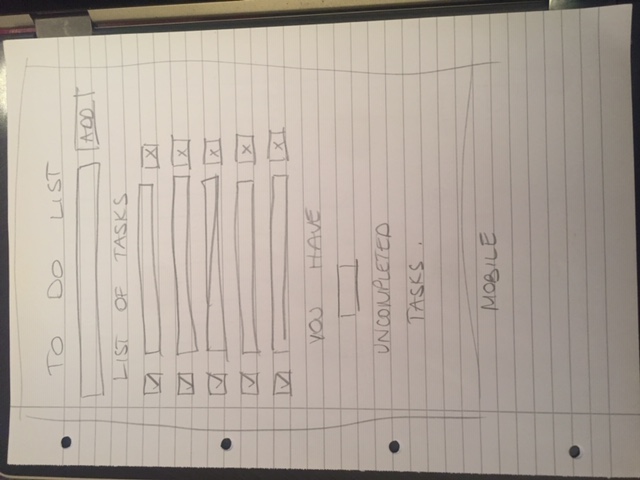 TO DO LIST
ADD
LIST OF TASKS
X
X
X
X
X
YOU HAVE
UNCOMPLETED
TASKS.
MOBILE